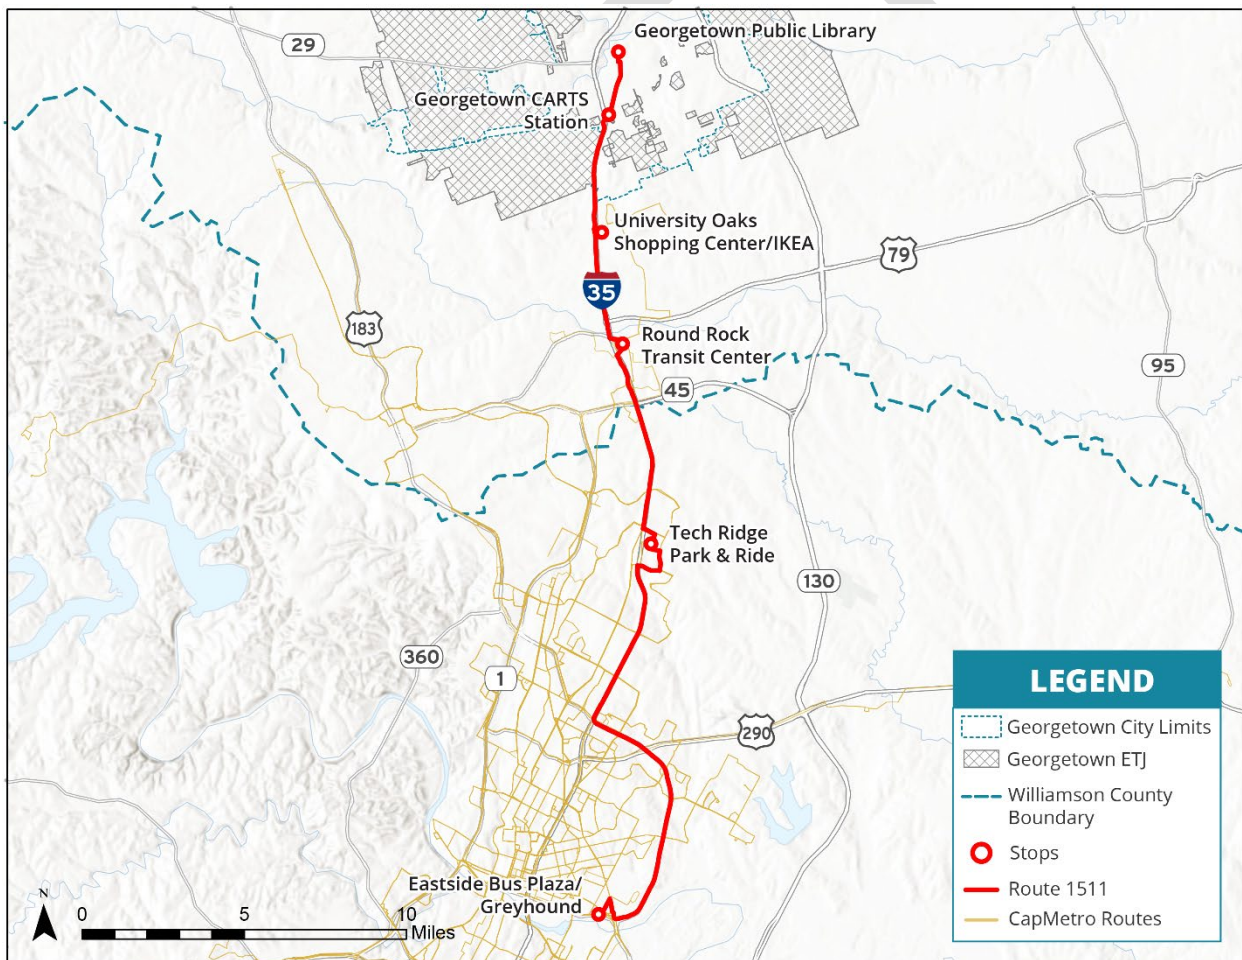 Georgetown Public Library
29
Georgetown CARTS
Station
University Oaks
Shopping Center/IKEA
79
35
183
Round Rock
Transit Center
95
45
Tech Ridge
Park & Ride
130
360
1
290
Eastside Bus Plaza/
Greyhound
N
0 5 10
Miles
LEGEND
Georgetown City Limits
Georgetown ETJ
Williamson County
Boundary
Stops
Route 1511
CapMetro Routes